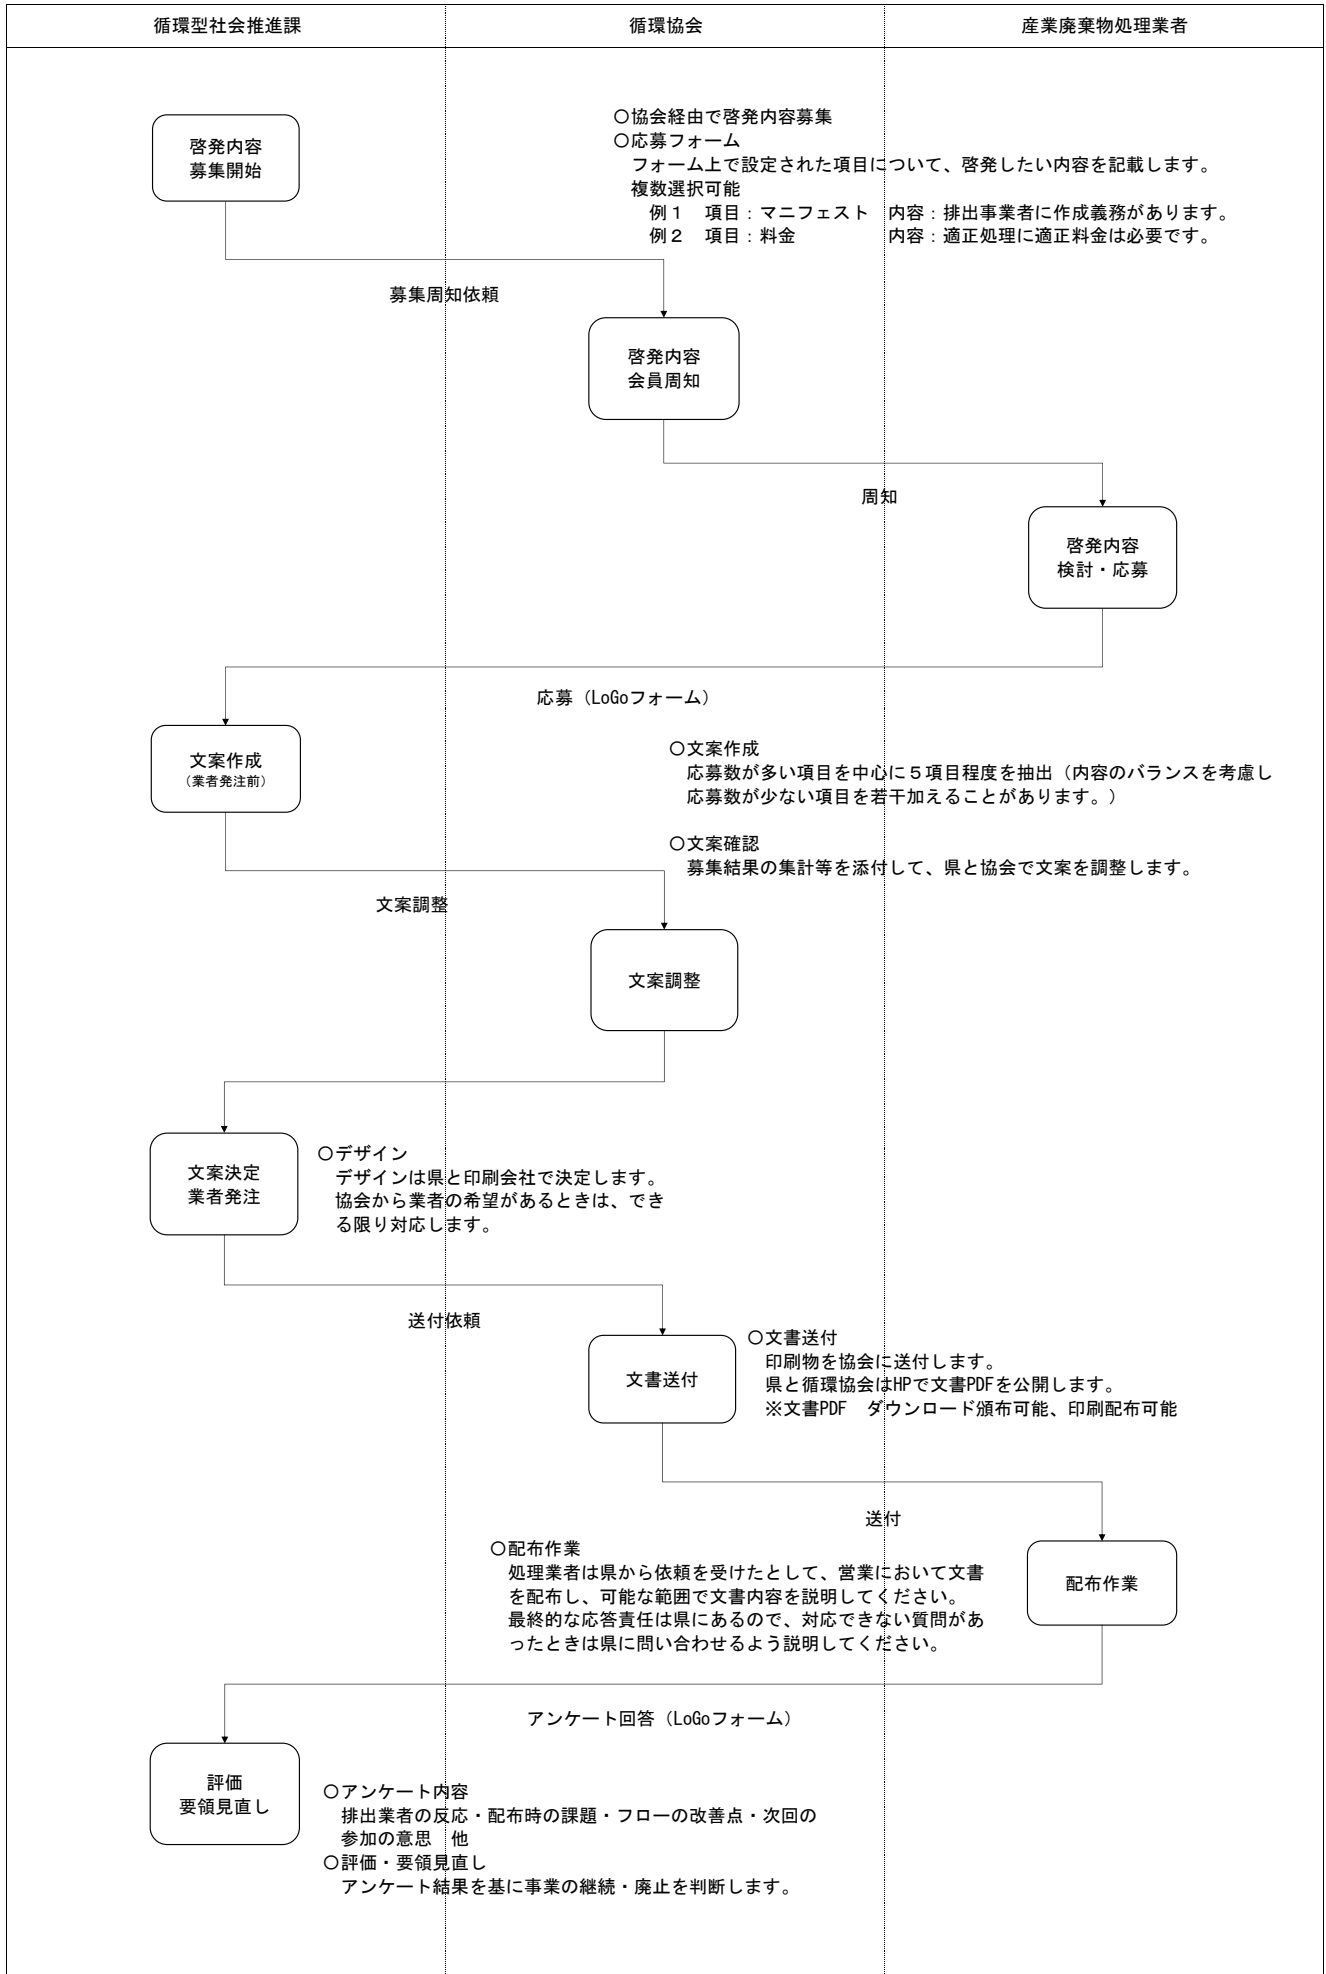 循環型社会推進課
循環協会
産業廃棄物処理業者
啓発内容
募集開始
〇協会経由で啓発内容募集
〇応募フォーム
フォーム上で設定された項目について、啓発したい内容を記載します。
複数選択可能
例１　項目：マニフェスト　内容：排出事業者に作成義務があります。
例２　項目：料金　　　　　内容：適正処理に適正料金は必要です。
募集周知依頼
啓発内容
会員周知
周知
啓発内容
検討・応募
応募（LoGoフォーム）
文案作成
（業者発注前）
〇文案作成
応募数が多い項目を中心に５項目程度を抽出（内容のバランスを考慮し
応募数が少ない項目を若干加えることがあります。）
〇文案確認
募集結果の集計等を添付して、県と協会で文案を調整します。
文案調整
文案調整
文案決定
業者発注
〇デザイン
デザインは県と印刷会社で決定します。
協会から業者の希望があるときは、でき
る限り対応します。
送付依頼
文書送付
〇文書送付
印刷物を協会に送付します。
県と循環協会はHPで文書PDFを公開します。
※文書PDF　ダウンロード頒布可能、印刷配布可能
送付
〇配布作業
処理業者は県から依頼を受けたとして、営業において文書
を配布し、可能な範囲で文書内容を説明してください。
最終的な応答責任は県にあるので、対応できない質問があ
ったときは県に問い合わせるよう説明してください。
配布作業
アンケート回答（LoGoフォーム）
評価
要領見直し
〇アンケート内容
排出業者の反応・配布時の課題・フローの改善点・次回の
参加の意思　他
〇評価・要領見直し
アンケート結果を基に事業の継続・廃止を判断します。